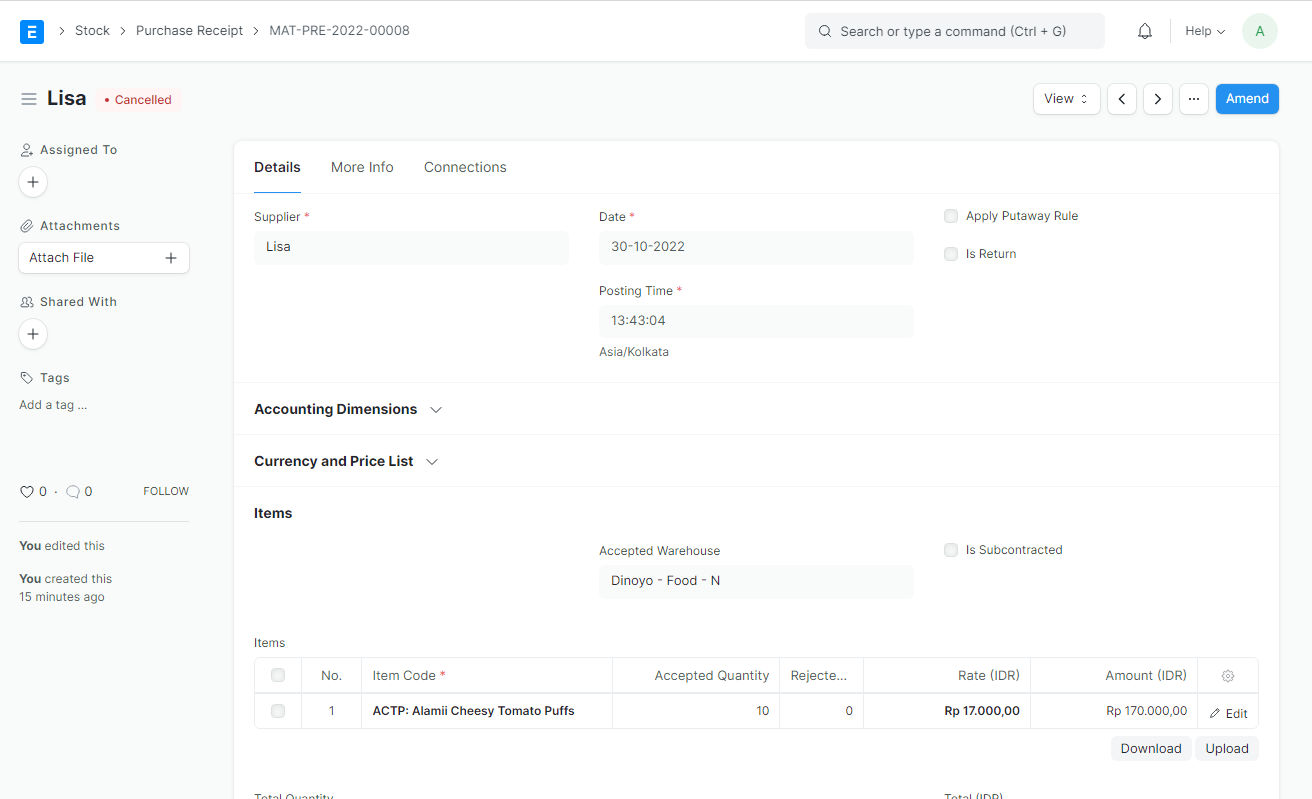 Stock > Purchase Receipt > MAT-PRE-2022-00008
Search or type a command (Ctrl + G)
Help
A
Lisa
• Cancelled
View
...
Amend
Assigned To
+
Attachments
Attach File +
Shared With
+
Tags
Add a tag ...
0 · 0 FOLLOW
You edited this
You created this
15 minutes ago
Details More Info Connections
Supplier *
Lisa
Date *
30-10-2022
Posting Time *
13:43:04
Asia/Kolkata
Apply Putaway Rule
Is Return
Accounting Dimensions
Currency and Price List
Items
Accepted Warehouse
Dinoyo - Food - N
Is Subcontracted
Items
No. Item Code * Accepted Quantity Rejecte... Rate (IDR) Amount (IDR)
1 ACTP: Alamii Cheesy Tomato Puffs 10 0 Rp 17.000,00 Rp 170.000,00 Edit
Download Upload
Total Quantity Total (IDR)